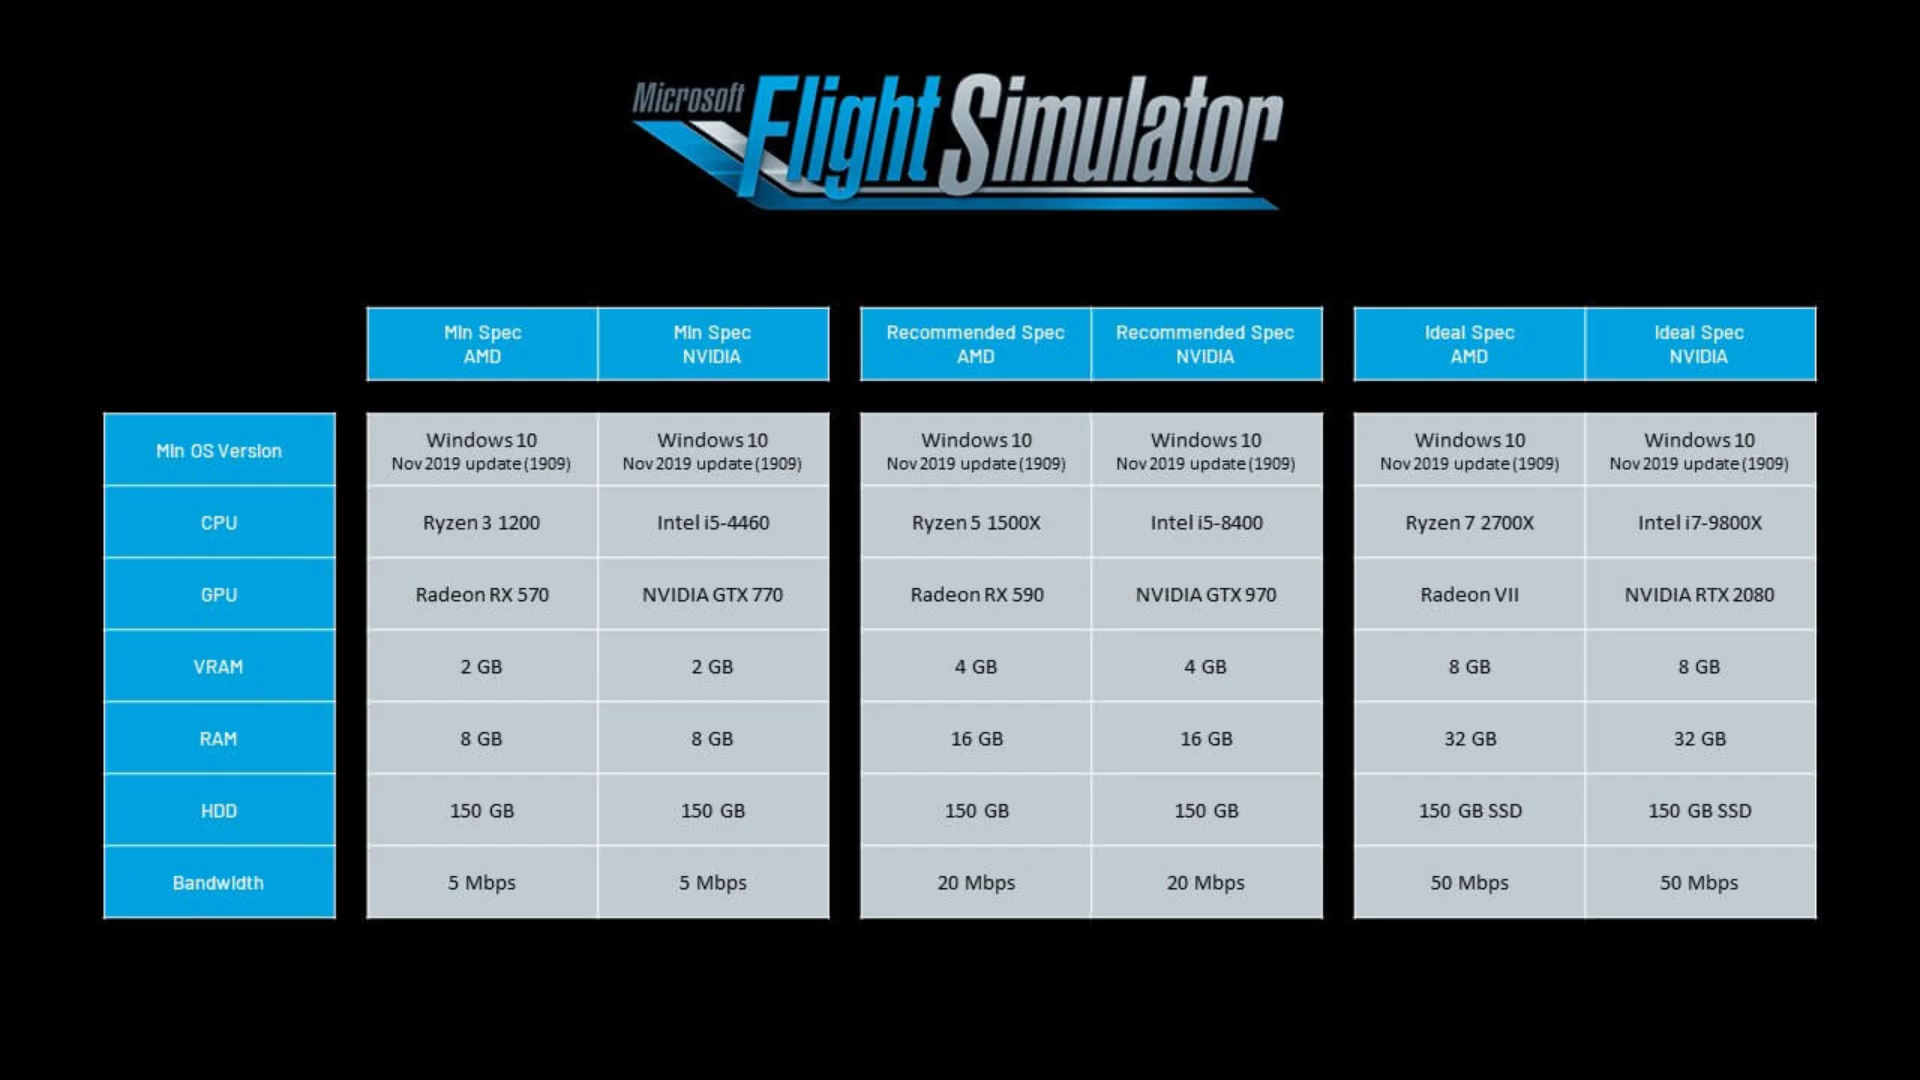 Microsoft Flight Simulator
Min Spec AMD
Min Spec NVIDIA
Recommended Spec AMD
Recommended Spec NVIDIA
Ideal Spec AMD
Ideal Spec NVIDIA
Min OS Version
Windows 10 Nov 2019 update (1909)
Windows 10 Nov 2019 update (1909)
Windows 10 Nov 2019 update (1909)
Windows 10 Nov 2019 update (1909)
Windows 10 Nov 2019 update (1909)
Windows 10 Nov 2019 update (1909)
CPU
Ryzen 3 1200
Intel i5-4460
Ryzen 5 1500X
Intel i5-8400
Ryzen 7 2700X
Intel i7-9800X
GPU
Radeon RX 570
NVIDIA GTX 770
Radeon RX 590
NVIDIA GTX 970
Radeon VII
NVIDIA RTX 2080
VRAM
2 GB
2 GB
4 GB
4 GB
8 GB
8 GB
RAM
8 GB
8 GB
16 GB
16 GB
32 GB
32 GB
HDD
150 GB
150 GB
150 GB
150 GB
150 GB SSD
150 GB SSD
Bandwidth
5 Mbps
5 Mbps
20 Mbps
20 Mbps
50 Mbps
50 Mbps